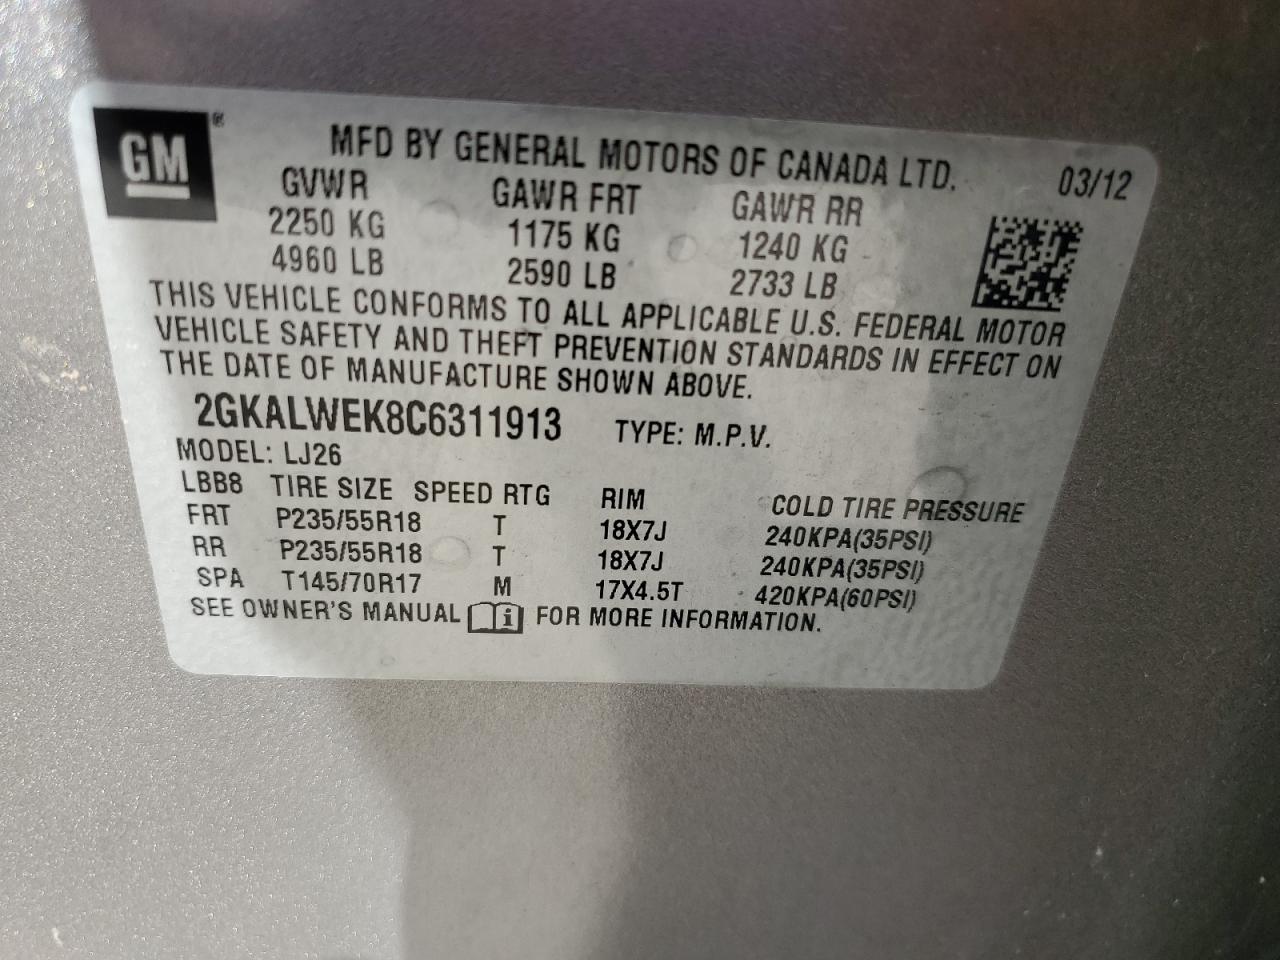 GM®
MFD BY GENERAL MOTORS OF CANADA LTD. 03/12
GVWR GAWR FRT GAWR RR
2250 KG 1175 KG 1240 KG
4960 LB 2590 LB 2733 LB
THIS VEHICLE CONFORMS TO ALL APPLICABLE U.S. FEDERAL MOTOR
VEHICLE SAFETY AND THEFT PREVENTION STANDARDS IN EFFECT ON
THE DATE OF MANUFACTURE SHOWN ABOVE.
2GKALWEK8C6311913 TYPE: M.P.V.
MODEL: LJ26
LBB8 TIRE SIZE SPEED RTG RIM COLD TIRE PRESSURE
FRT P235/55R18 T 18X7J 240KPA(35PSI)
RR P235/55R18 T 18X7J 240KPA(35PSI)
SPA T145/70R17 M 17X4.5T 420KPA(60PSI)
SEE OWNER'S MANUAL i FOR MORE INFORMATION.